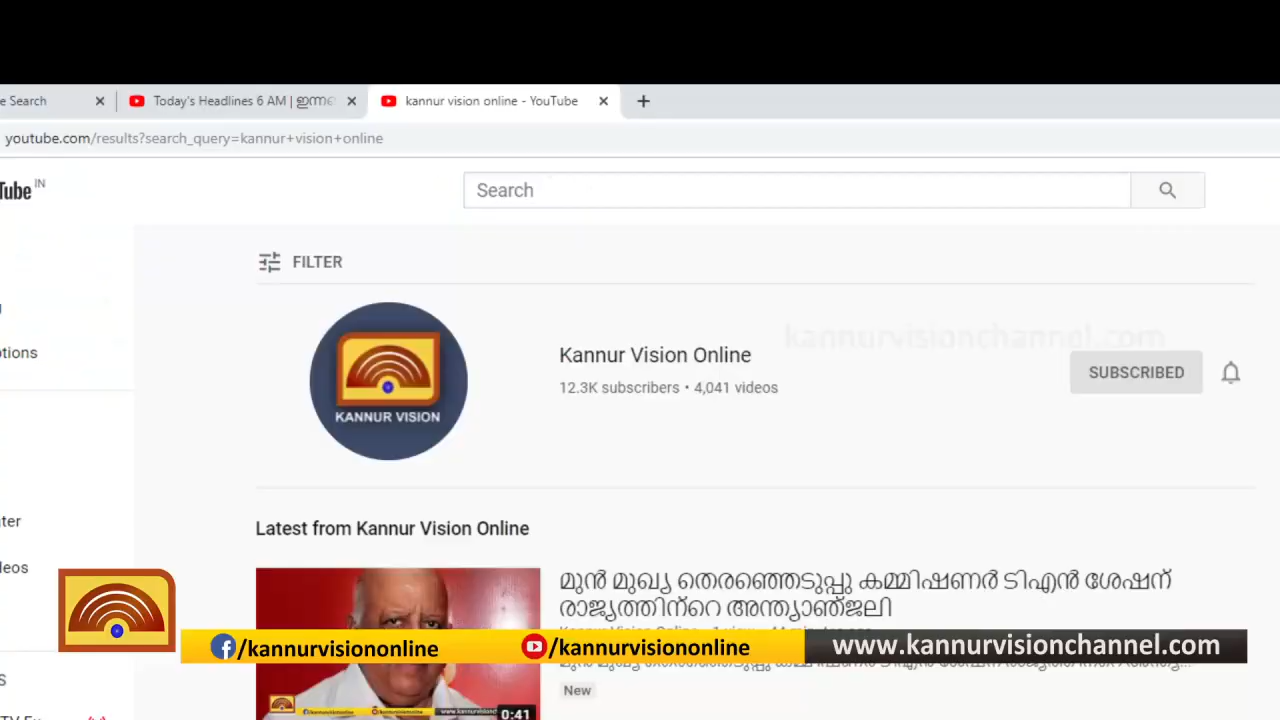 e Search
Today's Headlines 6 AM | ഇന്നത്
kannur vision online - YouTube
youtube.com/results?search_query=kannur+vision+online
Tube IN
Search
FILTER
kannurvisionchannel.com
Kannur Vision Online
12.3K subscribers • 4,041 videos
SUBSCRIBED
KANNUR VISION
ptions
Latest from Kannur Vision Online
മുൻ മുഖ്യ തെരഞ്ഞെടുപ്പു കമ്മിഷണർ ടിഎൻ ശേഷന്
രാജ്യത്തിന്റെ അന്ത്യാഞ്ജലി
ter
eos
/kannurvisiononline
/kannurvisiononline
www.kannurvisionchannel.com
New
0:41
S